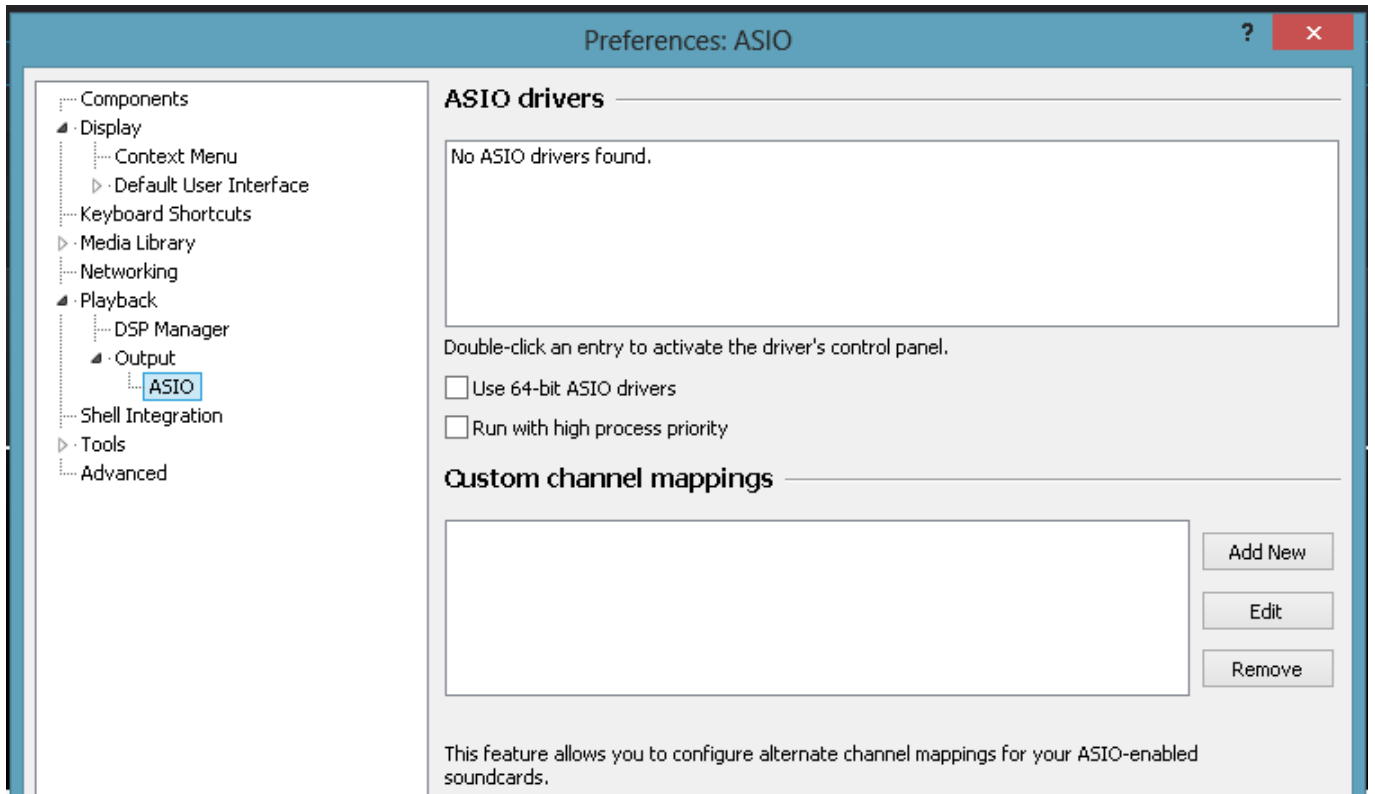 Preferences: ASIO
?
Components
Display
Context Menu
Default User Interface
Keyboard Shortcuts
Media Library
Networking
Playback
DSP Manager
Output
ASIO
Shell Integration
Tools
Advanced
ASIO drivers
No ASIO drivers found.
Double-click an entry to activate the driver's control panel.
Use 64-bit ASIO drivers
Run with high process priority
Custom channel mappings
Add New
Edit
Remove
This feature allows you to configure alternate channel mappings for your ASIO-enabled
soundcards.